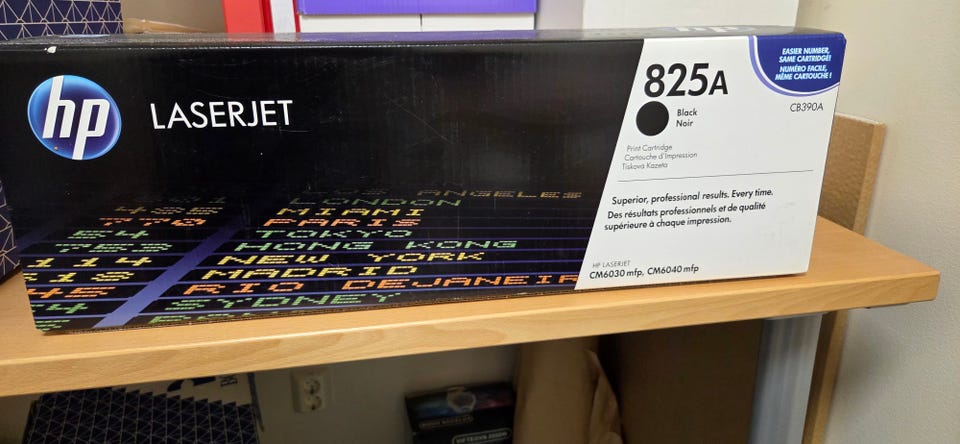 hp
LASERJET
ANGELES
LONDON
MIAMI
PARIS
TOKYO
HONG KONG
114 NEW YORK
MADRID
RIO DEJANEIR
SYDNEY
825A
Black
Noir
Print Cartridge
Cartouche d'Impression
Tisková Kazeta
Superior, professional results. Every time.
Des résultats professionnels et de qualité
supérieure à chaque impression.
HP LASERJET
CM6030 mfp, CM6040 mfp
EASIER NUMBER,
SAME CARTRIDGE!
NUMÉRO FACILE,
MÊME CARTOUCHE !
CB390A